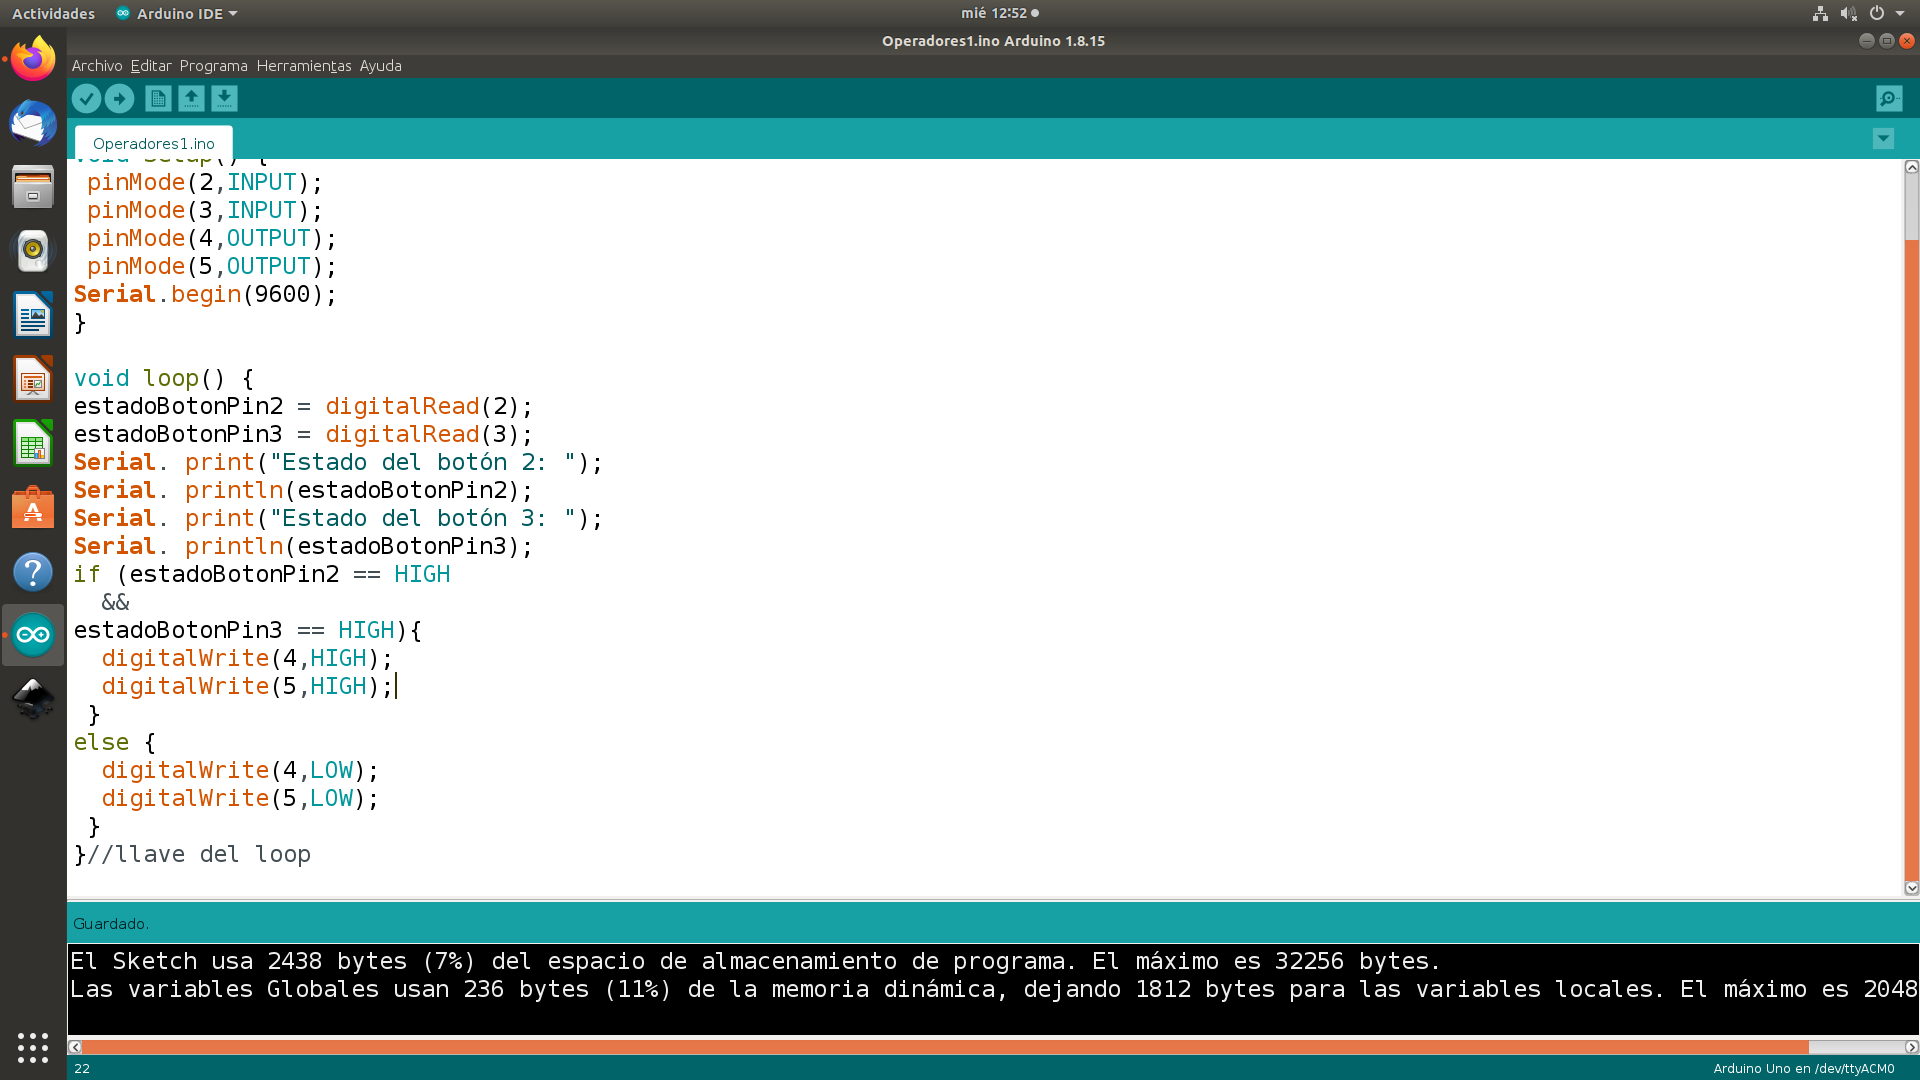 Actividades Arduino IDE mié 12:52
Operadores1.ino Arduino 1.8.15
Archivo Editar Programa Herramientas Ayuda
Operadores1.ino
void setup() {
pinMode(2,INPUT);
pinMode(3,INPUT);
pinMode(4,OUTPUT);
pinMode(5,OUTPUT);
Serial.begin(9600);
}
void loop() {
estadoBotonPin2 = digitalRead(2);
estadoBotonPin3 = digitalRead(3);
Serial. print("Estado del botón 2: ");
Serial. println(estadoBotonPin2);
Serial. print("Estado del botón 3: ");
Serial. println(estadoBotonPin3);
if (estadoBotonPin2 == HIGH
&&
estadoBotonPin3 == HIGH){
digitalWrite(4,HIGH);
digitalWrite(5,HIGH);
}
else {
digitalWrite(4,LOW);
digitalWrite(5,LOW);
}
}//llave del loop
Guardado.
El Sketch usa 2438 bytes (7%) del espacio de almacenamiento de programa. El máximo es 32256 bytes.
Las variables Globales usan 236 bytes (11%) de la memoria dinámica, dejando 1812 bytes para las variables locales. El máximo es 2048
22 Arduino Uno en /dev/ttyACM0